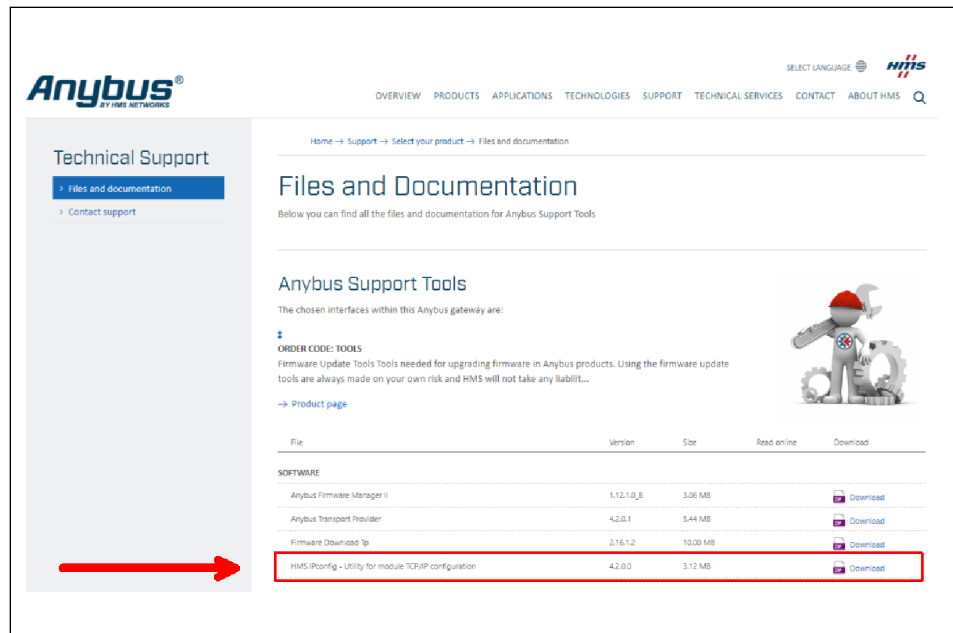 SELECT LANGUAGE
HMS
Anybus®
BY HMS NETWORKS
OVERVIEW PRODUCTS APPLICATIONS TECHNOLOGIES SUPPORT TECHNICAL SERVICES CONTACT ABOUT HMS
Technical Support
> Files and documentation
> Contact support
Home → Support → Select your product → Files and documentation
Files and Documentation
Below you can find all the files and documentation for Anybus Support Tools
Anybus Support Tools
The chosen interfaces within this Anybus gateway are:
:
ORDER CODE: TOOLS
Firmware Update Tools Tools needed for upgrading firmware in Anybus products. Using the firmware update
tools are always made on your own risk and HMS will not take any liabilit...
→ Product page
File Version Size Read online Download
SOFTWARE
Anybus Firmware Manager II 1.12.1.0_B 3.06 MB ZIP Download
Anybus Transport Provider 4.2.0.1 5.44 MB ZIP Download
Firmware Download Tp 2.16.1.2 10.00 MB ZIP Download
HMS IPconfig - Utility for module TCP/IP configuration 4.2.0.0 3.12 MB ZIP Download